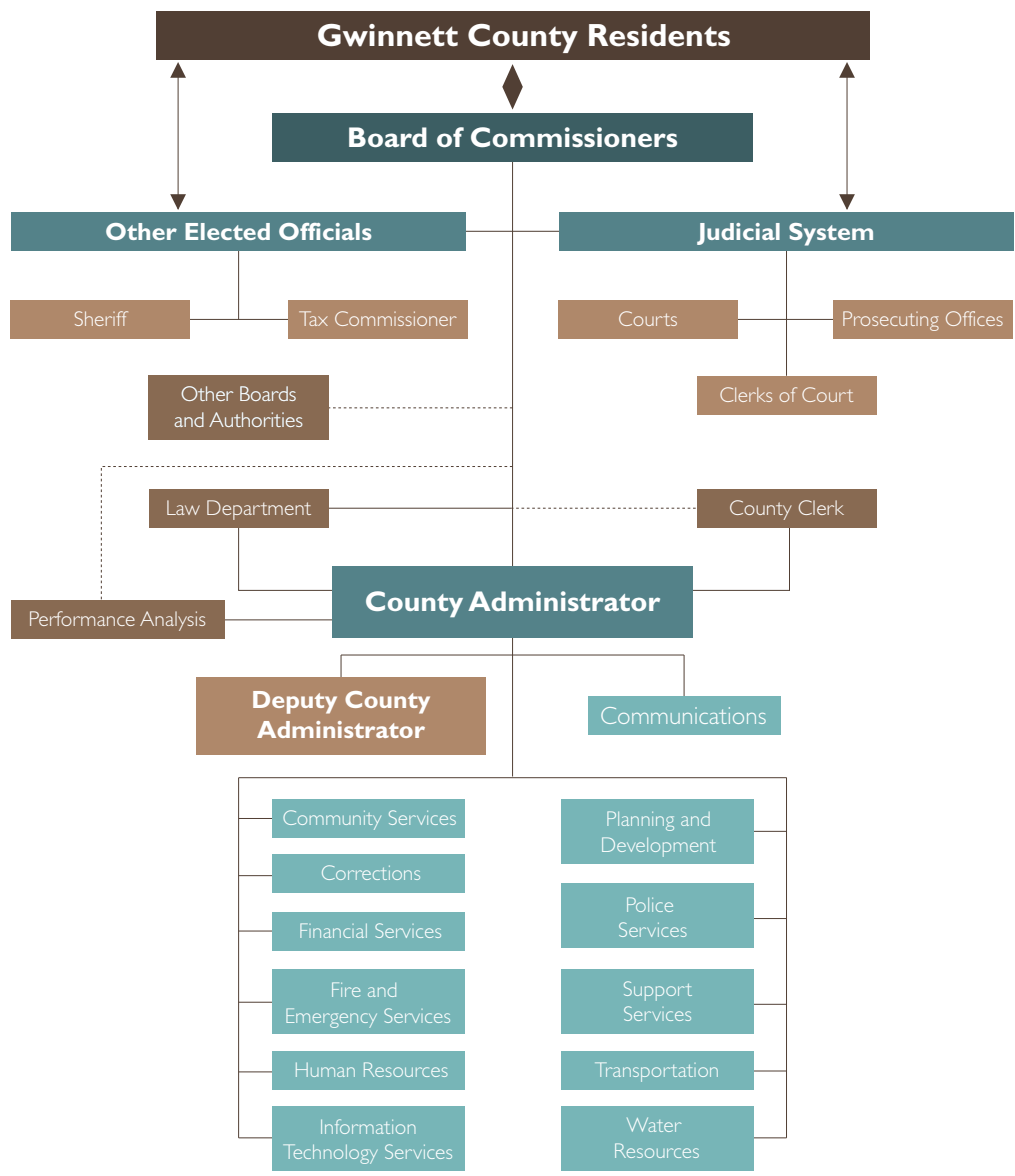 Gwinnett County Residents
Board of Commissioners
Other Elected Officials
Judicial System
Sheriff
Tax Commissioner
Courts
Prosecuting Offices
Clerks of Court
Other Boards
and Authorities
Law Department
County Clerk
County Administrator
Performance Analysis
Deputy County
Administrator
Communications
Community Services
Corrections
Financial Services
Fire and
Emergency Services
Human Resources
Information
Technology Services
Planning and
Development
Police
Services
Support
Services
Transportation
Water
Resources